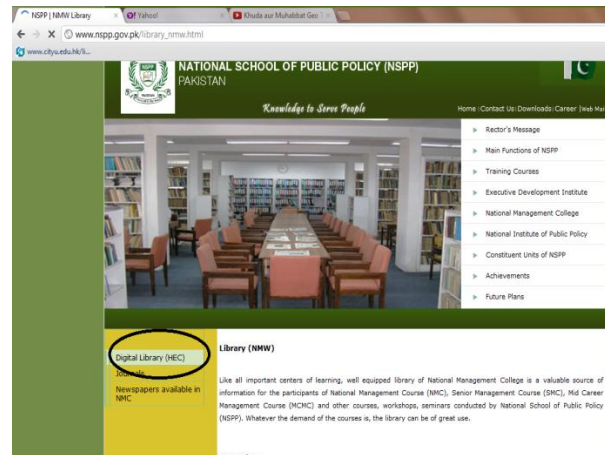 NSPP | NMW Library
Yahoo!
Khuda aur Muhabbat Geo
www.nspp.gov.pk/library_nmw.html
www.cityu.edu.hk/li...
NATIONAL SCHOOL OF PUBLIC POLICY (NSPP)
PAKISTAN
Knowledge to Serve People
Home |Contact Us|Downloads|Career |Web Mai
Rector's Message
Main Functions of NSPP
Training Courses
Executive Development Institute
National Management College
National Institute of Public Policy
Constituent Units of NSPP
Achievements
Future Plans
Digital Library (HEC)
Journals
Newspapers available in
NMC
Library (NMW)
Like all important centers of learning, well equipped library of National Management College is a valuable source of
information for the participants of National Management Course (NMC), Senior Management Course (SMC), Mid Career
Management Course (MCMC) and other courses, workshops, seminars conducted by National School of Public Policy
(NSPP). Whatever the demand of the courses is, the library can be of great use.